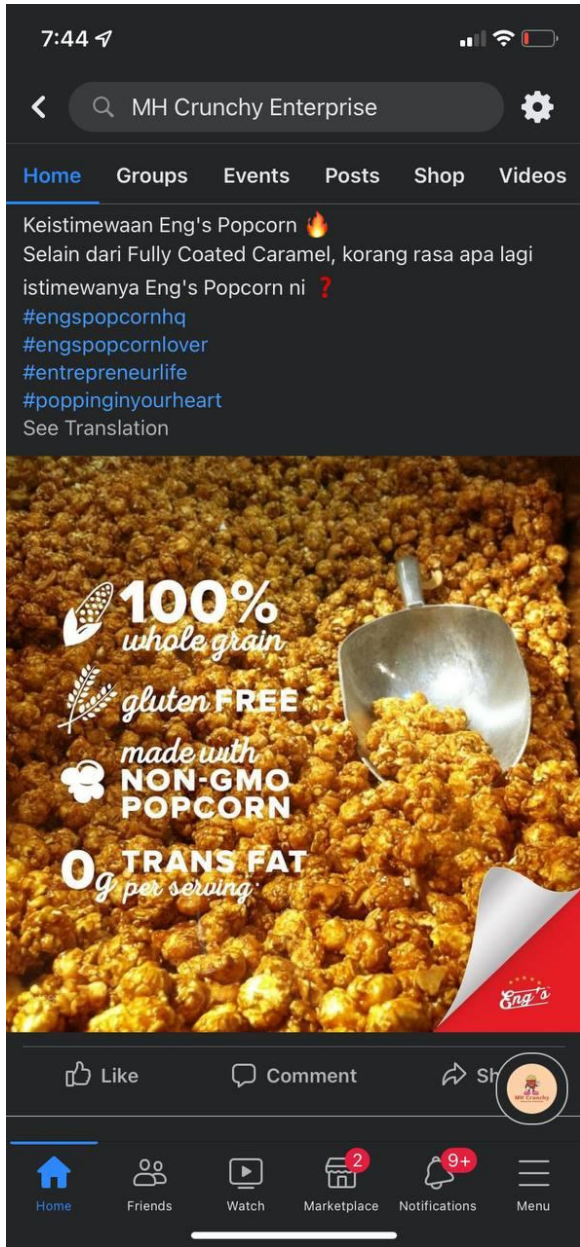 7:44
MH Crunchy Enterprise
Home Groups Events Posts Shop Videos
Keistimewaan Eng's Popcorn 🔥
Selain dari Fully Coated Caramel, korang rasa apa lagi
istimewanya Eng's Popcorn ni ❓
#engspopcornhq
#engspopcornlover
#entrepreneurlife
#poppinginyourheart
See Translation
100%
whole grain
gluten FREE
made with
NON-GMO
POPCORN
0g TRANS FAT
per serving
Eng's
Like Comment Sh
MH Crunchy
2 9+
Home Friends Watch Marketplace Notifications Menu